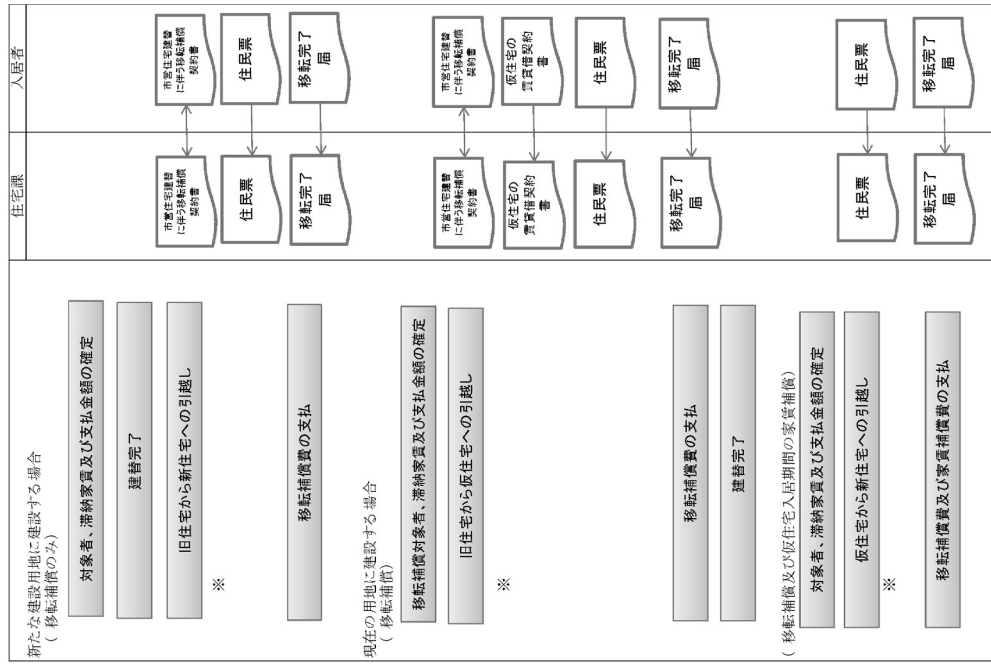 住宅課
入居者
新たな建設用地に建設する場合
( 移転補償のみ)
対象者、滞納家賃及び支払金額の確定
建替完了
旧住宅から新住宅への引越し
※
移転補償費の支払
市営住宅建替
に伴う移転補償
契約書
市営住宅建替
に伴う移転補償
契約書
住民票
住民票
移転完了
届
移転完了
届
現在の用地に建設する場合
( 移転補償)
移転補償対象者、滞納家賃及び支払金額の確定
旧住宅から仮住宅への引越し
※
移転補償費の支払
建替完了
市営住宅建替
に伴う移転補償
契約書
市営住宅建替
に伴う移転補償
契約書
仮住宅の
賃貸借契約
書
仮住宅の
賃貸借契約
書
住民票
住民票
移転完了
届
移転完了
届
( 移転補償及び仮住宅入居期間の家賃補償)
対象者、滞納家賃及び支払金額の確定
仮住宅から新住宅への引越し
※
移転補償費及び家賃補償費の支払
住民票
住民票
移転完了
届
移転完了
届